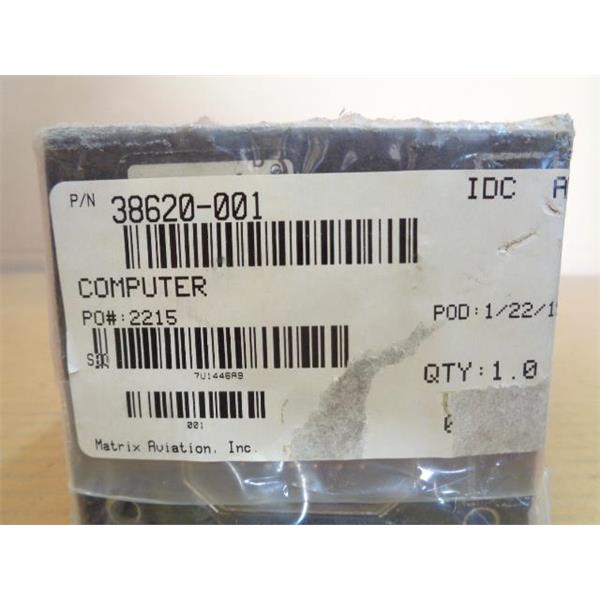 P/N 38620-001 IDC A
COMPUTER
PO#:2215 POD:1/22/1
7U1446A9 QTY:1.0
001
Matrix Aviation, Inc.